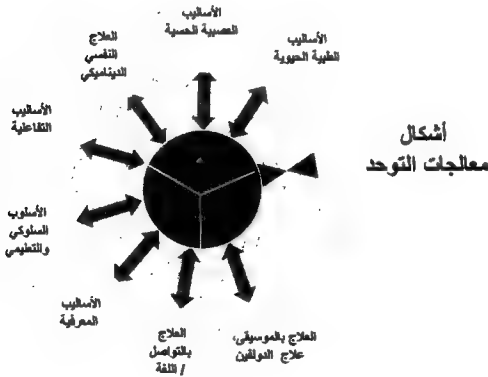 أشكال
معالجات التوحد
الأساليب
الطبية الحيوية
الأساليب
العصبية الحسية
العلاج
النفسي
الديناميكي
الأساليب
التفاعلية
الأسلوب
السلوكي
والتعليمي
الأساليب
المعرفية
العلاج
بالتواصل
/ اللغة
العلاج بالموسيقى،
علاج الدولفين